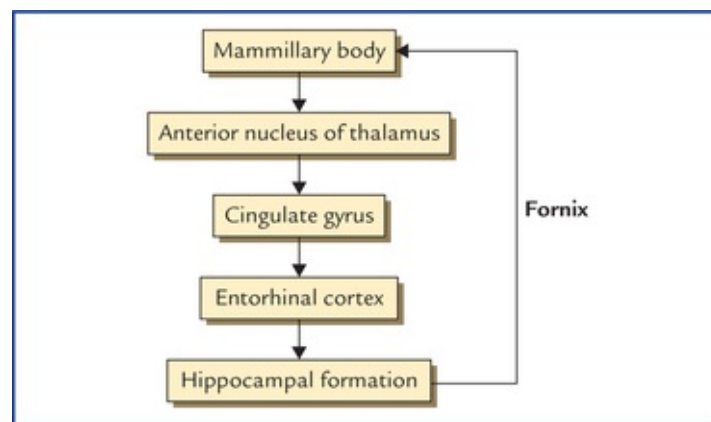 Mammillary body
Anterior nucleus of thalamus
Cingulate gyrus
Fornix
Entorhinal cortex
Hippocampal formation